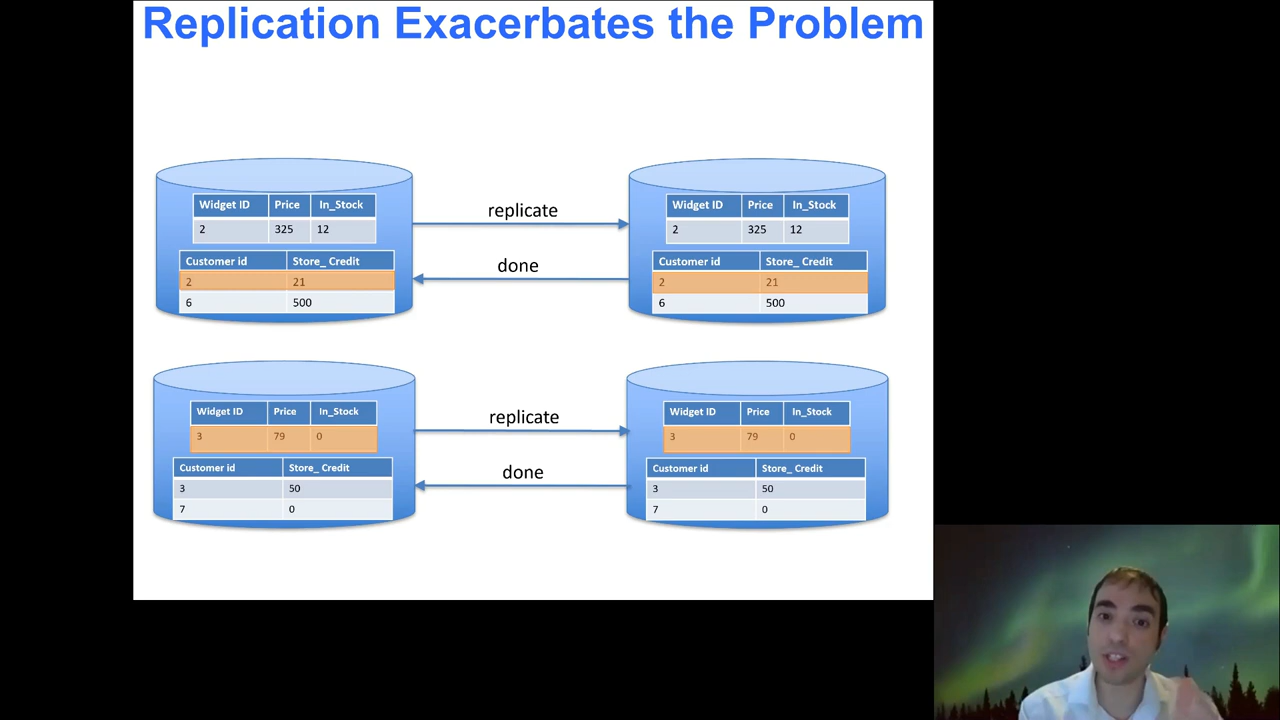 Replication Exacerbates the Problem
Widget ID Price In_Stock
2 325 12
Customer id Store_ Credit
2 21
6 500
replicate
done
Widget ID Price In_Stock
2 325 12
Customer id Store_ Credit
2 21
6 500
Widget ID Price In_Stock
3 79 0
Customer id Store_ Credit
3 50
7 0
replicate
done
Widget ID Price In_Stock
3 79 0
Customer id Store_ Credit
3 50
7 0